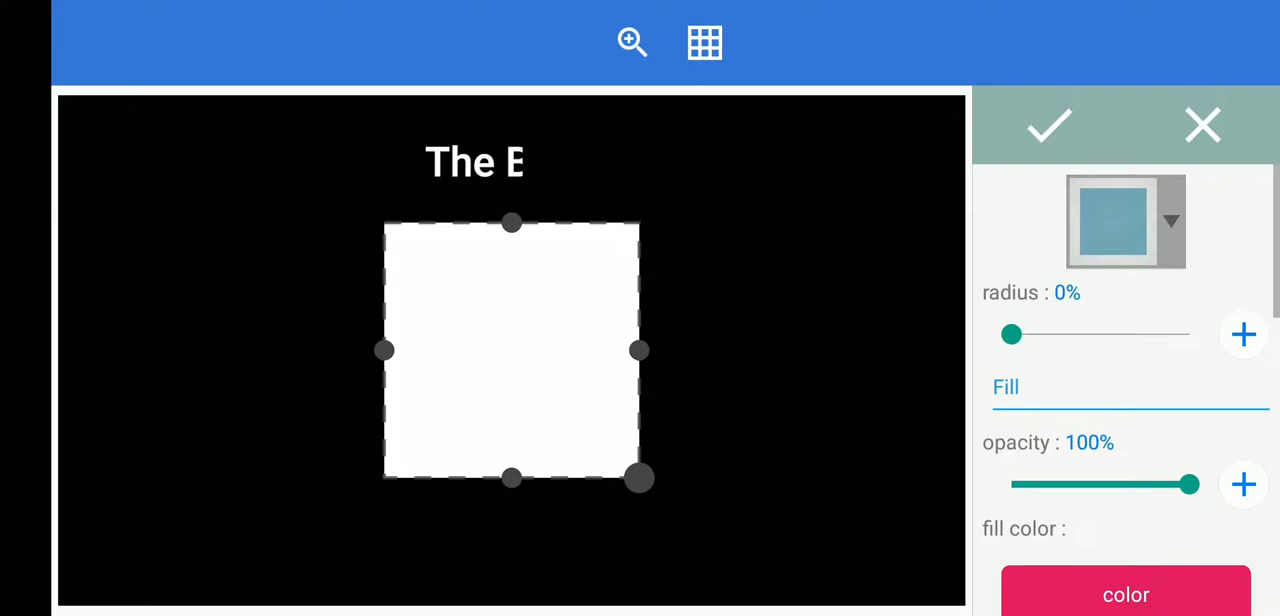 The E
radius : 0%
Fill
opacity : 100%
fill color :
color